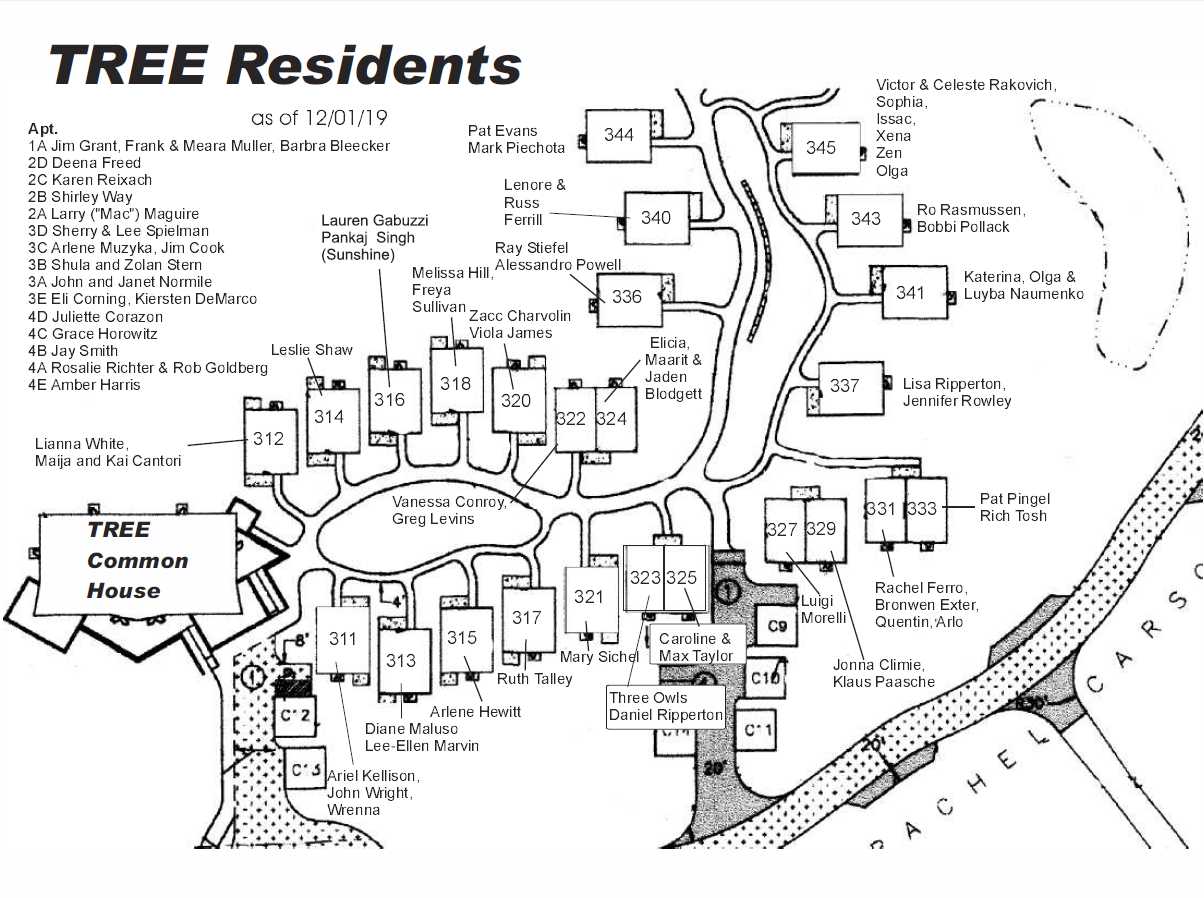 TREE Residents
as of 12/01/19
Apt.
1A Jim Grant, Frank & Meara Muller, Barbra Bleecker
2D Deena Freed
2C Karen Reixach
2B Shirley Way
2A Larry ("Mac") Maguire
3D Sherry & Lee Spielman
3C Arlene Muzyka, Jim Cook
3B Shula and Zolan Stern
3A John and Janet Normile
3E Eli Corning, Kiersten DeMarco
4D Juliette Corazon
4C Grace Horowitz
4B Jay Smith
4A Rosalie Richter & Rob Goldberg
4E Amber Harris
Pat Evans
Mark Piechota
344
Victor & Celeste Rakovich,
Sophia,
Issac,
Xena
Zen
Olga
345
Lenore &
Russ
Ferrill
340
343
Ro Rasmussen,
Bobbi Pollack
Ray Stiefel
Alessandro Powell
336
341
Katerina, Olga &
Luyba Naumenko
Lauren Gabuzzi
Pankaj Singh
(Sunshine)
Melissa Hill,
Freya
Sullivan
Zacc Charvolin
Viola James
Elicia,
Maarit &
Jaden
Blodgett
Leslie Shaw
312
314
316
318
320
322
324
337
Lisa Ripperton,
Jennifer Rowley
Lianna White,
Maija and Kai Cantori
Vanessa Conroy,
Greg Levins
327
329
331
333
Pat Pingel
Rich Tosh
TREE
Common
House
311
313
315
317
321
323
325
4'
8'
1
1
Luigi
Morelli
Rachel Ferro,
Bronwen Exter,
Quentin, Arlo
Jonna Climie,
Klaus Paasche
Caroline &
Max Taylor
Mary Sichel
Ruth Talley
Three Owls
Daniel Ripperton
Arlene Hewitt
Diane Maluso
Lee-Ellen Marvin
Ariel Kellison,
John Wright,
Wrenna
C9
C10
C11
C12
C13
20'
20'
RACHEL
CARSO